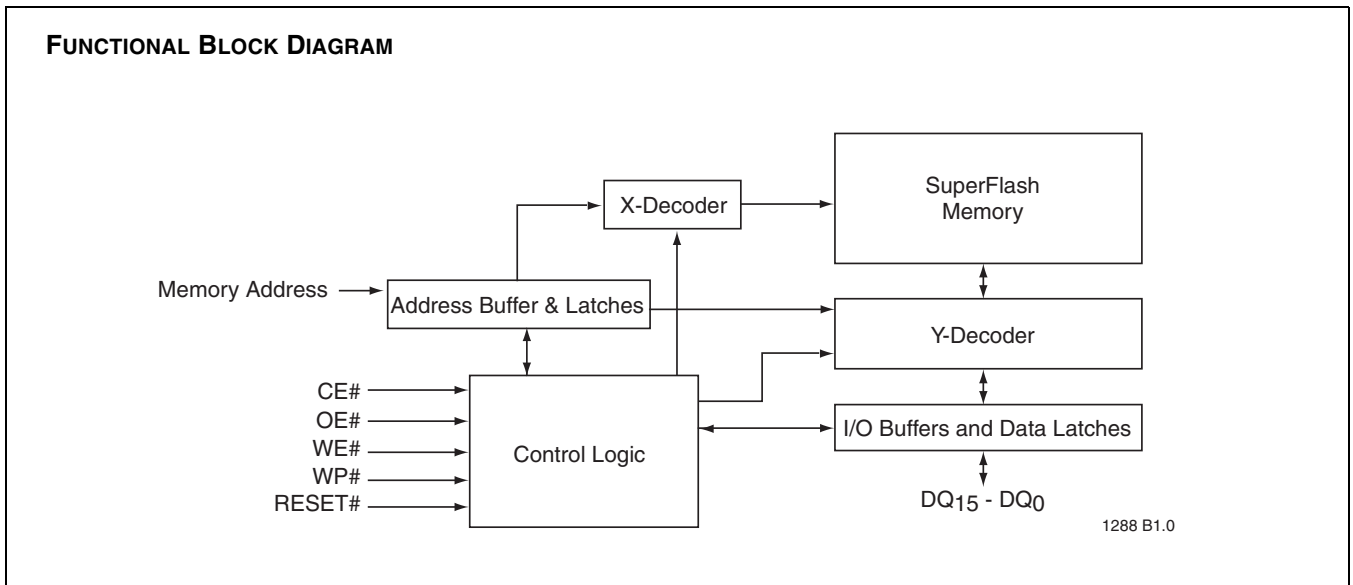 FUNCTIONAL BLOCK DIAGRAM
SuperFlash
Memory
X-Decoder
Memory Address
Address Buffer & Latches
Y-Decoder
CE#
OE#
WE#
WP#
RESET#
Control Logic
I/O Buffers and Data Latches
DQ15 - DQ0
1288 B1.0